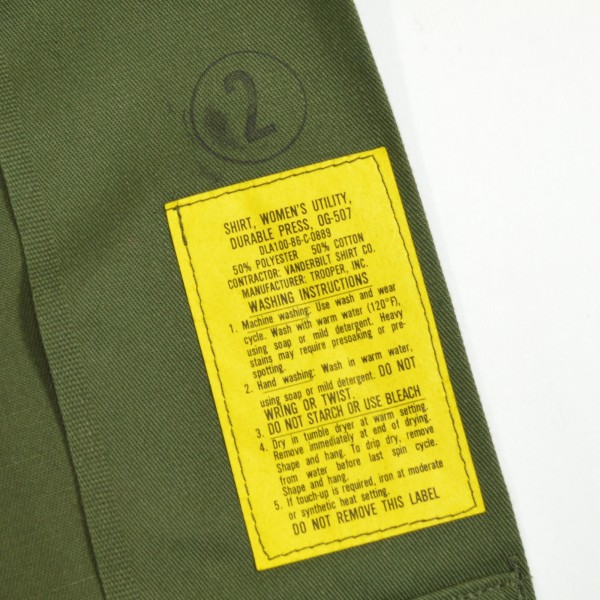 2
SHIRT, WOMEN'S UTILITY,
DURABLE PRESS, OG-507
DLA100-86-C-0889
50% POLYESTER 50% COTTON
CONTRACTOR: VANDERBILT SHIRT CO.
MANUFACTURER: TROOPER, INC.
WASHING INSTRUCTIONS
1. Machine washing: Use wash and wear
cycle. Wash with warm water (120°F),
using soap or mild detergent. Heavy
stains may require presoaking or pre-
spotting.
2. Hand washing: Wash in warm water,
using soap or mild detergent. DO NOT
WRING OR TWIST.
3. DO NOT STARCH OR USE BLEACH
4. Dry in tumble dryer at warm setting.
Remove immediately at end of drying.
Shape and hang. To drip dry, remove
from water before last spin cycle.
Shape and hang.
5. If touch-up is required, iron at moderate
or synthetic heat setting.
DO NOT REMOVE THIS LABEL